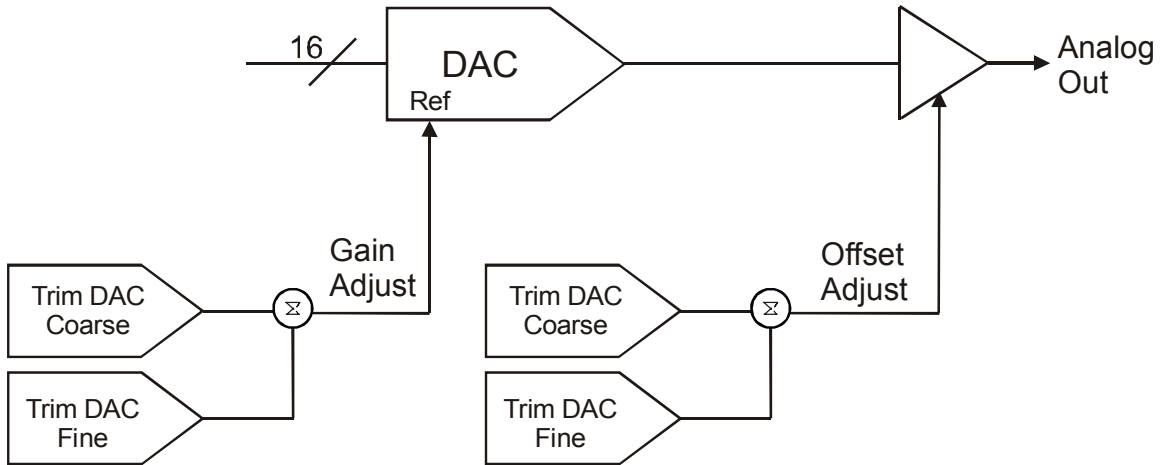 16
DAC
Ref
Analog
Out
Gain
Adjust
Offset
Adjust
Trim DAC
Coarse
Σ
Trim DAC
Coarse
Σ
Trim DAC
Fine
Trim DAC
Fine